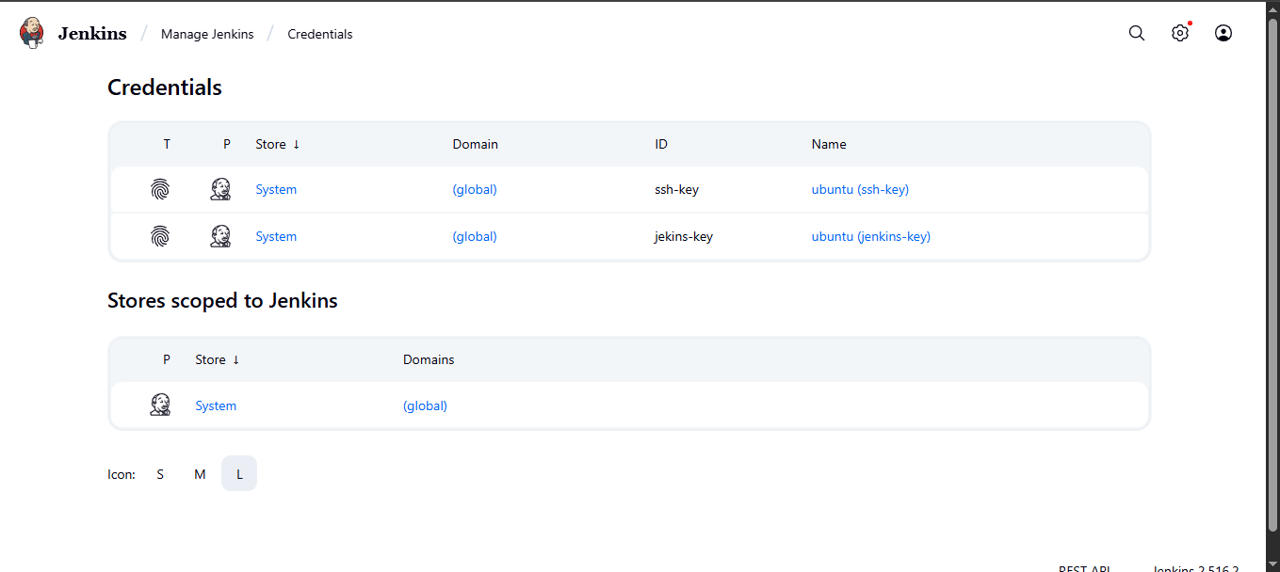 Jenkins / Manage Jenkins / Credentials
Credentials
T P Store ↓ Domain ID Name
System (global) ssh-key ubuntu (ssh-key)
System (global) jekins-key ubuntu (jenkins-key)
Stores scoped to Jenkins
P Store ↓ Domains
System (global)
Icon: S M L
REST API Jenkins 2.516.2